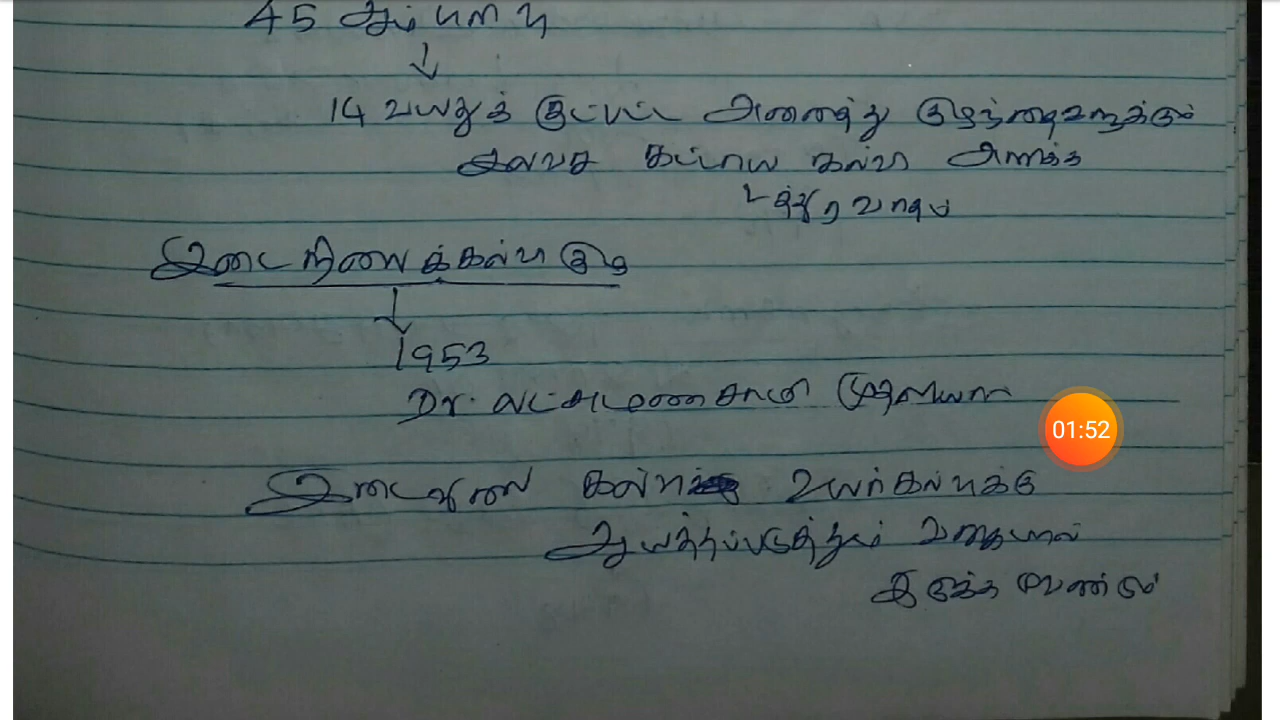 45 ஆம் பிரிவு
↓
14 வயதுக் குட்பட்ட அனைத்து குழந்தைகளுக்கும்
இலவச கட்டாய கல்வி அளிக்க
உத்திரவாதம்
இடைநிலைக்கல்வி குழு
↓
1953
Dr. லட்சுமணசாமி முதலியார்
இடைநிலை கல்வி உயர்கல்விக்கு
ஆயத்தப்படுத்தும் வகையில்
இருக்க வேண்டும்
01:52